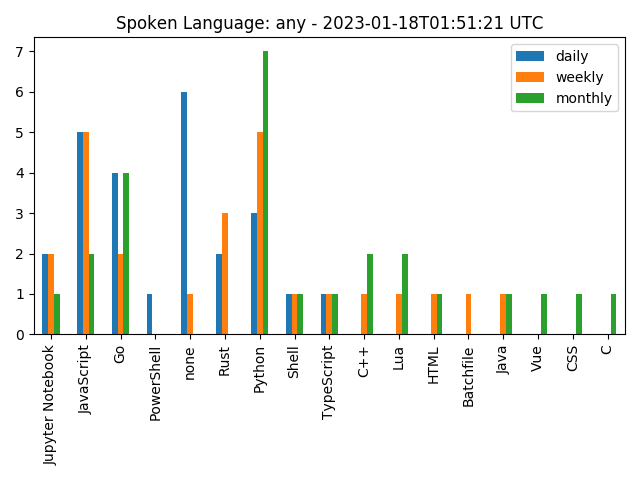 Spoken Language: any - 2023-01-18T01:51:21 UTC
daily
weekly
monthly
7
6
5
4
3
2
1
0
Jupyter Notebook
JavaScript
Go
PowerShell
none
Rust
Python
Shell
TypeScript
C++
Lua
HTML
Batchfile
Java
Vue
CSS
C